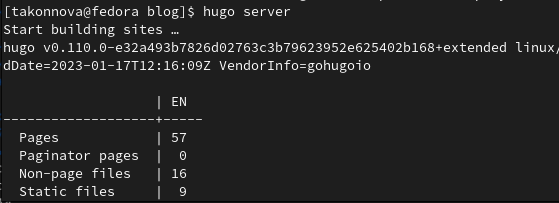 [takonnova@fedora blog]$ hugo server
Start building sites …
hugo v0.110.0-e32a493b7826d02763c3b79623952e625402b168+extended linux/
dDate=2023-01-17T12:16:09Z VendorInfo=gohugoio
| EN
-------------------+-----
Pages | 57
Paginator pages | 0
Non-page files | 16
Static files | 9